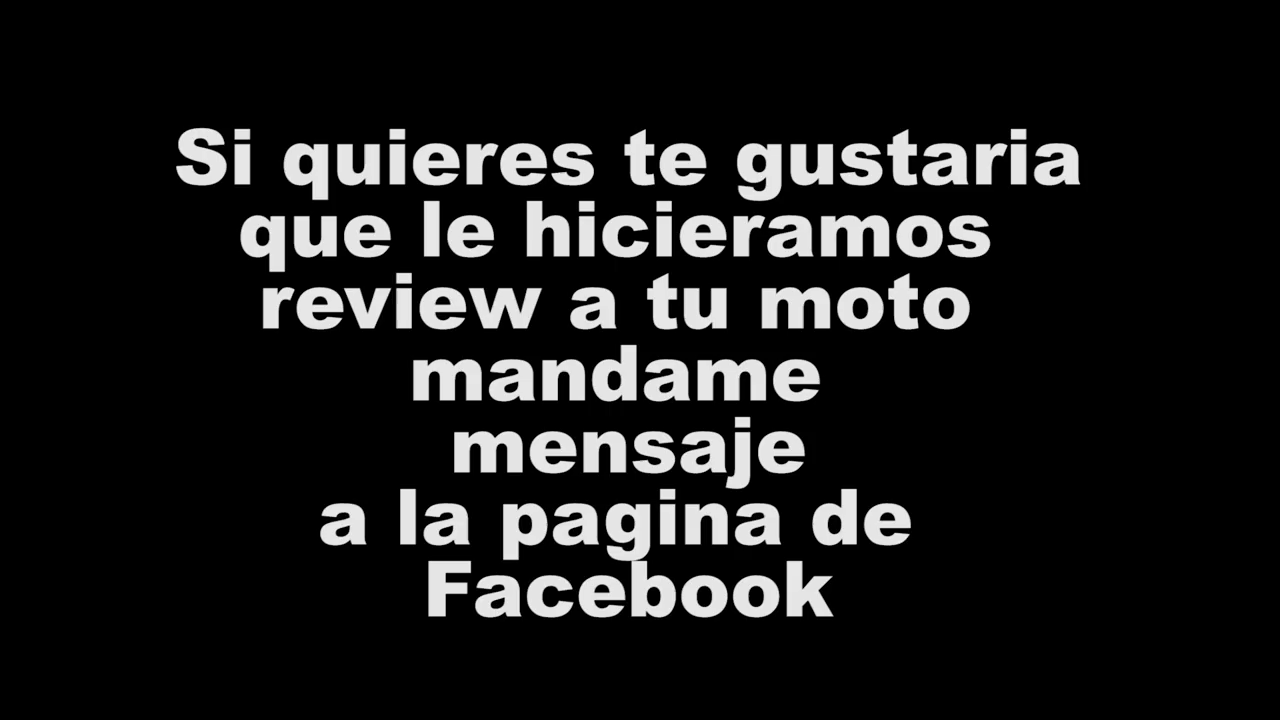 Si quieres te gustaria
que le hicieramos
review a tu moto
mandame
mensaje
a la pagina de
Facebook